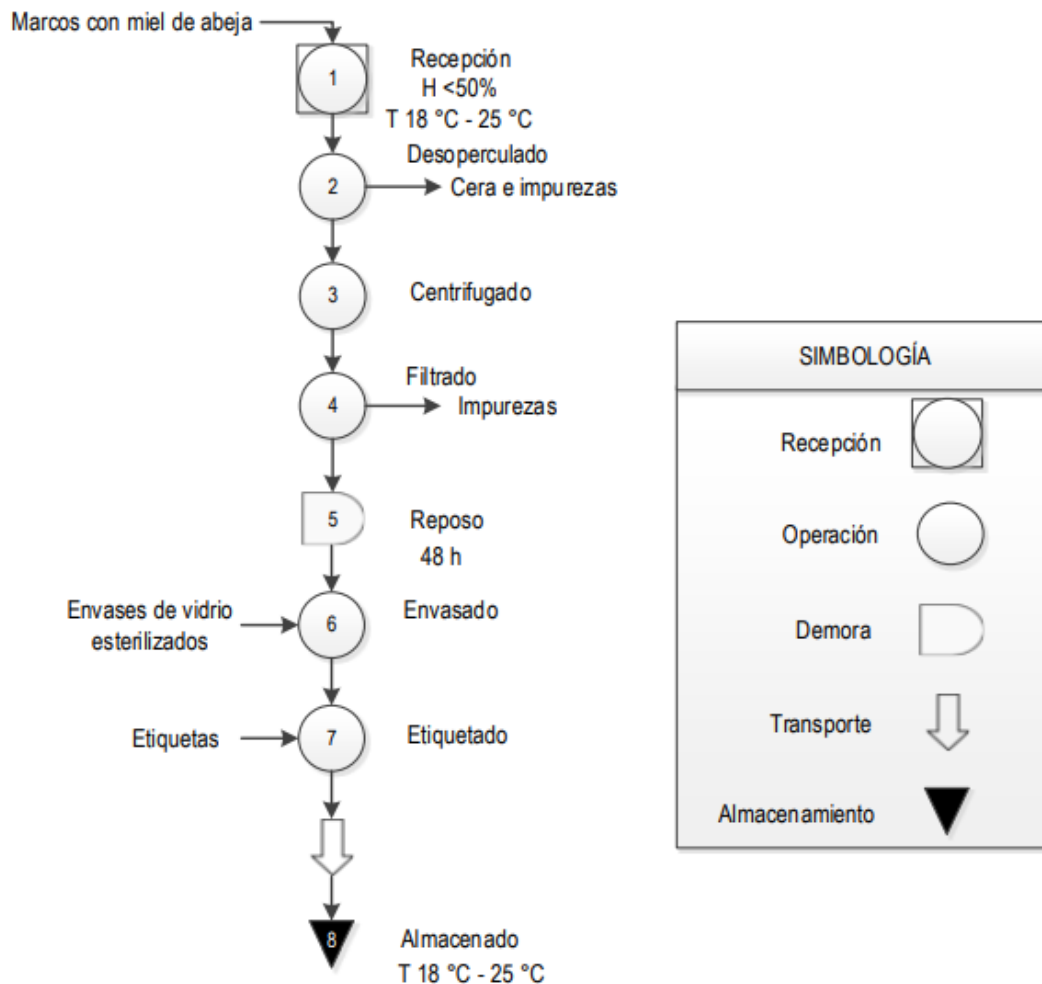 Marcos con miel de abeja
1
Recepción
H <50%
T 18 °C - 25 °C
2
Desoperculado
Cera e impurezas
3
Centrifugado
4
Filtrado
Impurezas
5
Reposo
48 h
Envases de vidrio
esterilizados
6
Envasado
Etiquetas
7
Etiquetado
8
Almacenado
T 18 °C - 25 °C
SIMBOLOGÍA
Recepción
Operación
Demora
Transporte
Almacenamiento